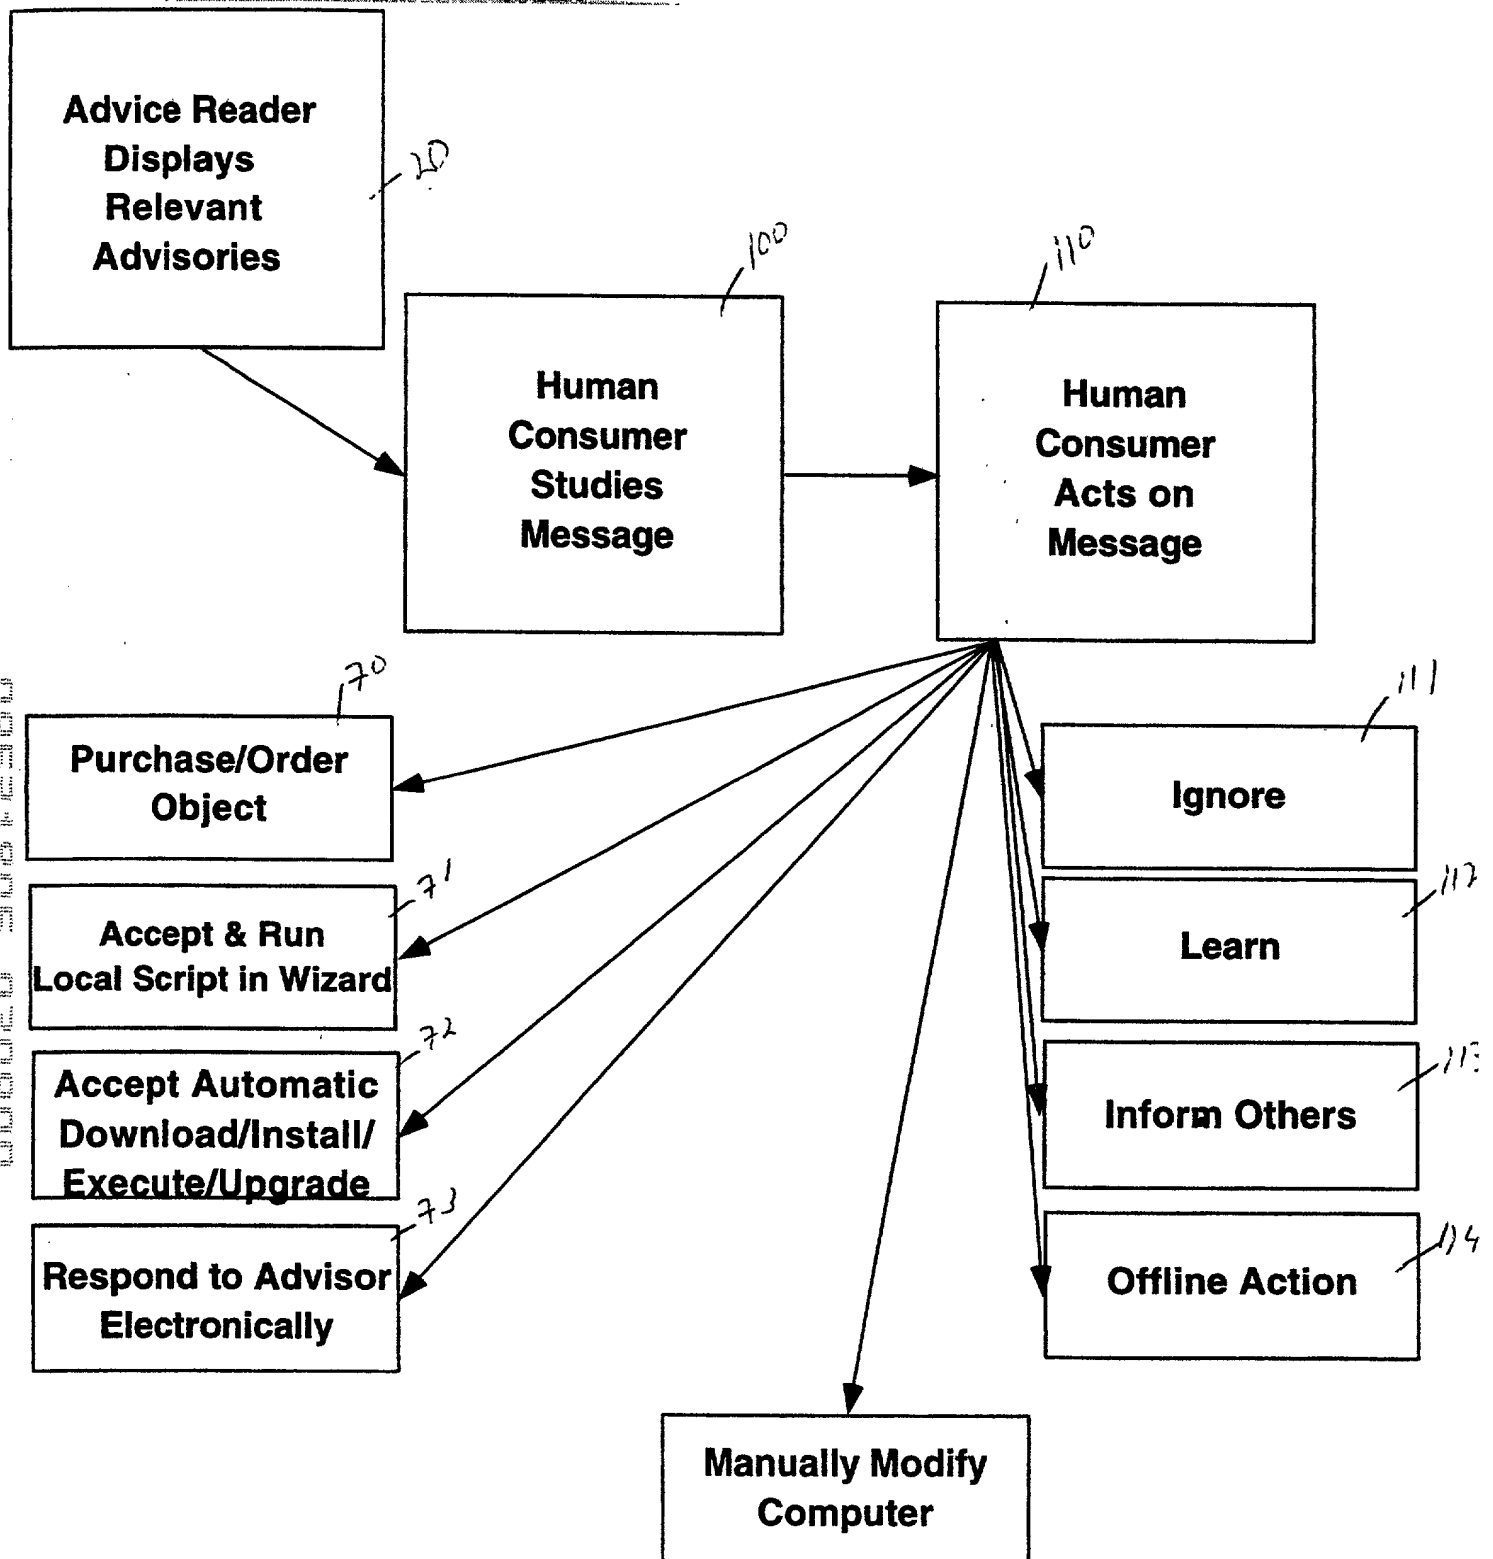 Advice Reader
Displays
Relevant
Advisories
20
100
110
Human
Consumer
Studies
Message
Human
Consumer
Acts on
Message
70
111
Purchase/Order
Object
Ignore
71
112
Accept & Run
Local Script in Wizard
Learn
72
113
Accept Automatic
Download/Install/
Execute/Upgrade
Inform Others
73
114
Respond to Advisor
Electronically
Offline Action
Manually Modify
Computer